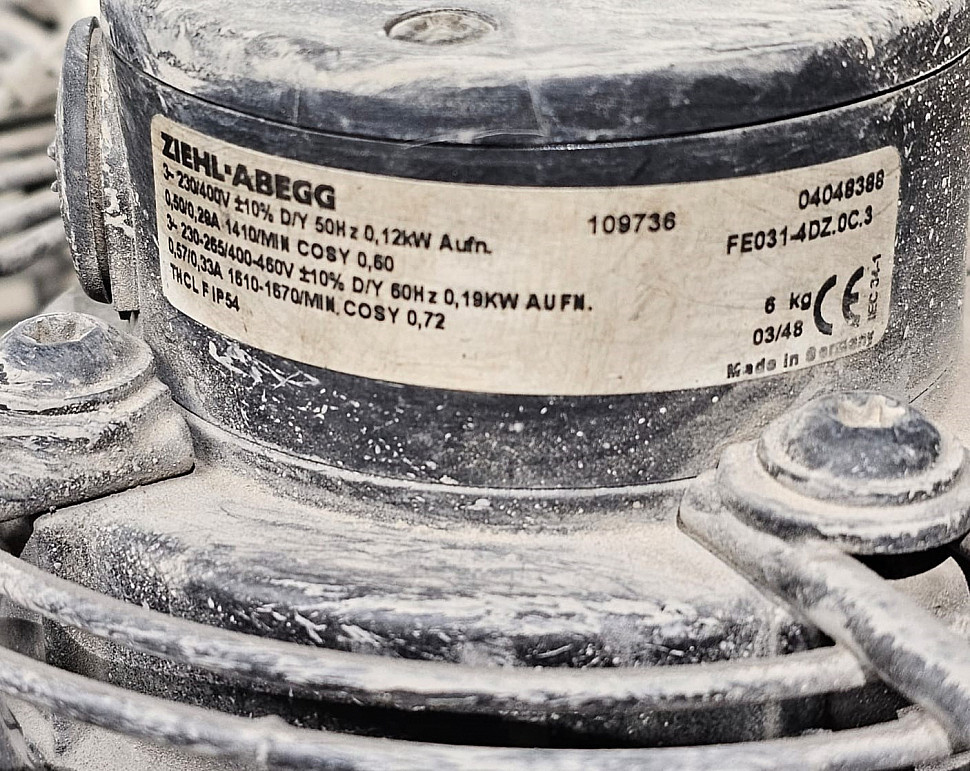 ZIEHL-ABEGG
3~ 230/400V ±10% D/Y 50Hz 0,12kW Aufn.
0,50/0,29A 1410/MIN COSY 0,60
3~ 230-265/400-460V ±10% D/Y 60Hz 0,19KW AUFN.
0,57/0,33A 1610-1670/MIN. COSY 0,72
THCL F IP54
109736
04048388
FE031-4DZ.0C.3
6 kg
CE
IEC 34-1
03/48
Made in Germany